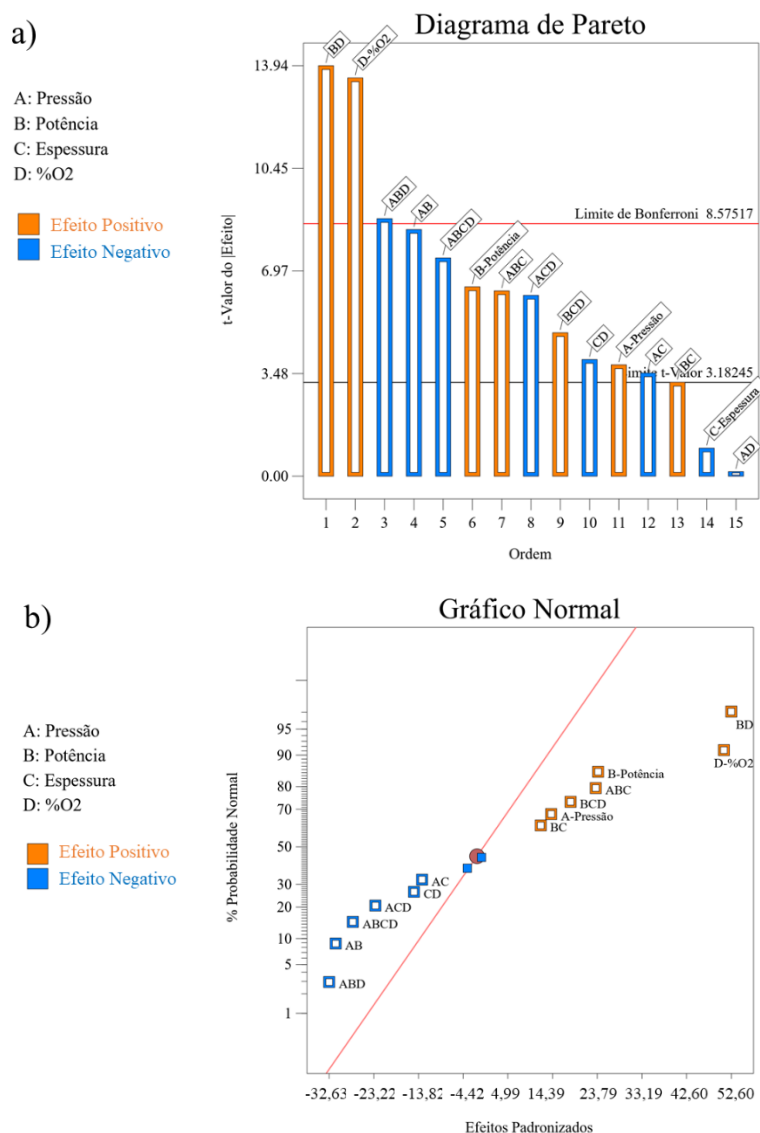 a)
Diagrama de Pareto
A: Pressão
B: Potência
C: Espessura
D: %O2
Efeito Positivo
Efeito Negativo
t-Valor do |Efeito|
13.94
10.45
6.97
3.48
0.00
BD
D-%O2
ABD
AB
ABCD
B-Potência
ABC
ACD
BCD
CD
A-Pressão
AC
BC
C-Espessura
AD
Limite de Bonferroni 8.57517
t-Valor 3.18245
1 2 3 4 5 6 7 8 9 10 11 12 13 14 15
Ordem
b)
Gráfico Normal
A: Pressão
B: Potência
C: Espessura
D: %O2
Efeito Positivo
Efeito Negativo
% Probabilidade Normal
95
90
80
70
50
30
20
10
5
1
BD
D-%O2
B-Potência
ABC
BCD
A-Pressão
BC
AC
CD
ACD
ABCD
AB
ABD
-32,63 -23,22 -13,82 -4,42 4,99 14,39 23,79 33,19 42,60 52,60
Efeitos Padronizados